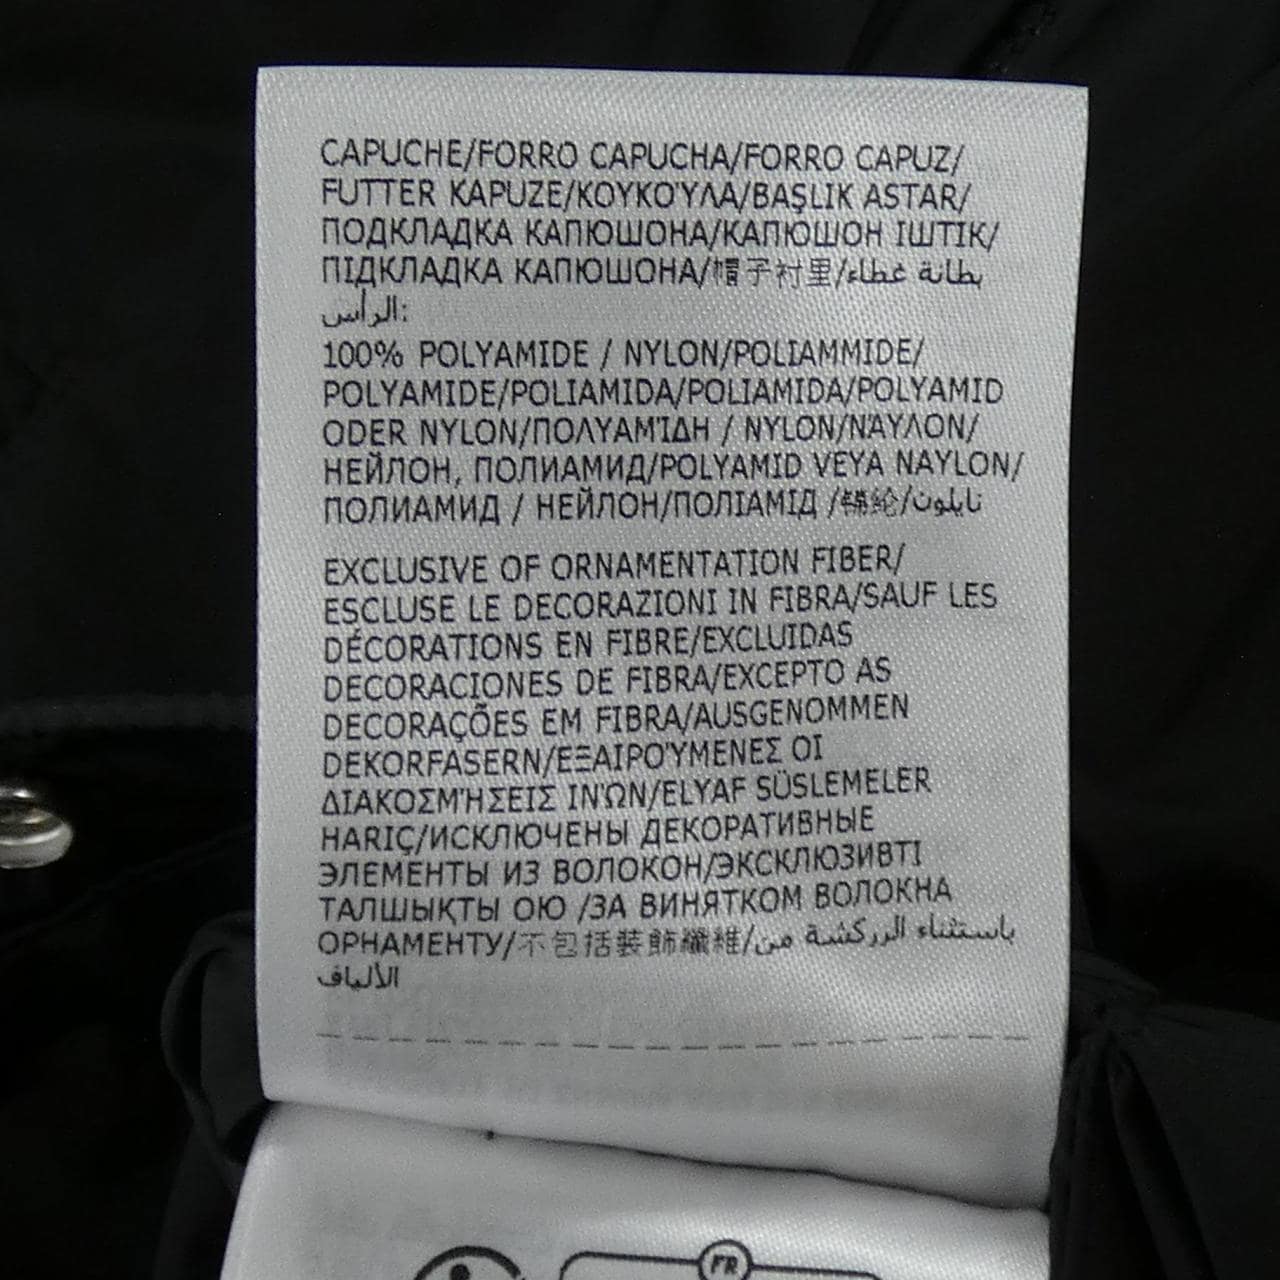 CAPUCHE/FORRO CAPUCHA/FORRO CAPUZ/
FUTTER KAPUZE/ΚΟΥΚΟΎΛΑ/BAŞLIK ASTAR/
ПОДКЛАДКА КАПЮШОНА/КАПЮШОН ІШТІК/
ПІДКЛАДКА КАПЮШОНА/帽子衬里/بطانة غطاء
الرأس:
100% POLYAMIDE / NYLON/POLIAMMIDE/
POLYAMIDE/POLIAMIDA/POLIAMIDA/POLYAMID
ODER NYLON/ΠΟΛΥΑΜΊΔΗ / NYLON/ΝΆΥΛΟΝ/
НЕЙЛОН, ПОЛИАМИД/POLYAMID VEYA NAYLON/
ПОЛИАМИД / НЕЙЛОН/ПОЛІАМІД /锦纶/نايلون
EXCLUSIVE OF ORNAMENTATION FIBER/
ESCLUSE LE DECORAZIONI IN FIBRA/SAUF LES
DÉCORATIONS EN FIBRE/EXCLUIDAS
DECORACIONES DE FIBRA/EXCEPTO AS
DECORAÇÕES EM FIBRA/AUSGENOMMEN
DEKORFASERN/ΕΞΑΙΡΟΎΜΕΝΕΣ ΟΙ
ΔΙΑΚΟΣΜΉΣΕΙΣ ΙΝΏΝ/ELYAF SÜSLEMELER
HARIÇ/ИСКЛЮЧЕНЫ ДЕКОРАТИВНЫЕ
ЭЛЕМЕНТЫ ИЗ ВОЛОКОН/ЭКСКЛЮЗИВТІ
ТАЛШЫҚТЫ ОЮ /ЗА ВИНЯТКОМ ВОЛОКНА
ОРНАМЕНТУ/不包括装飾纖維/باستثناء الزركشة من
الألياف
FR